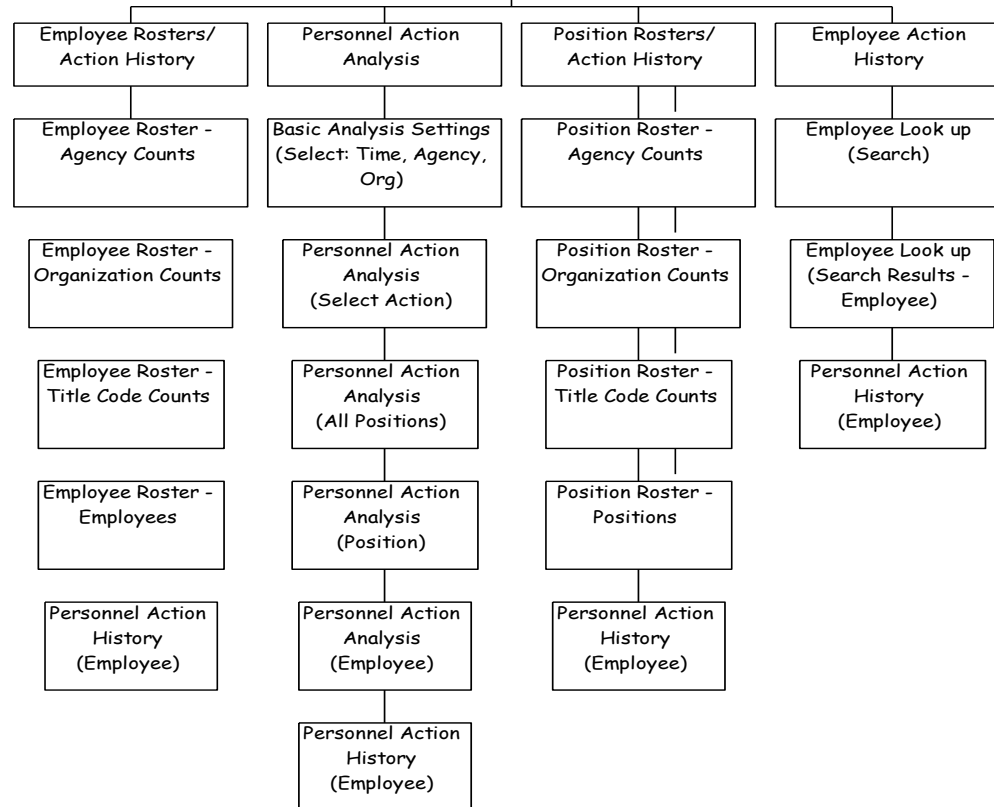 Employee Rosters/
Action History
Personnel Action
Analysis
Position Rosters/
Action History
Employee Action
History
Employee Roster -
Agency Counts
Basic Analysis Settings
(Select: Time, Agency,
Org)
Position Roster -
Agency Counts
Employee Look up
(Search)
Employee Roster -
Organization Counts
Personnel Action
Analysis
(Select Action)
Position Roster -
Organization Counts
Employee Look up
(Search Results -
Employee)
Employee Roster -
Title Code Counts
Personnel Action
Analysis
(All Positions)
Position Roster -
Title Code Counts
Personnel Action
History
(Employee)
Employee Roster -
Employees
Personnel Action
Analysis
(Position)
Position Roster -
Positions
Personnel Action
History
(Employee)
Personnel Action
Analysis
(Employee)
Personnel Action
History
(Employee)
Personnel Action
History
(Employee)